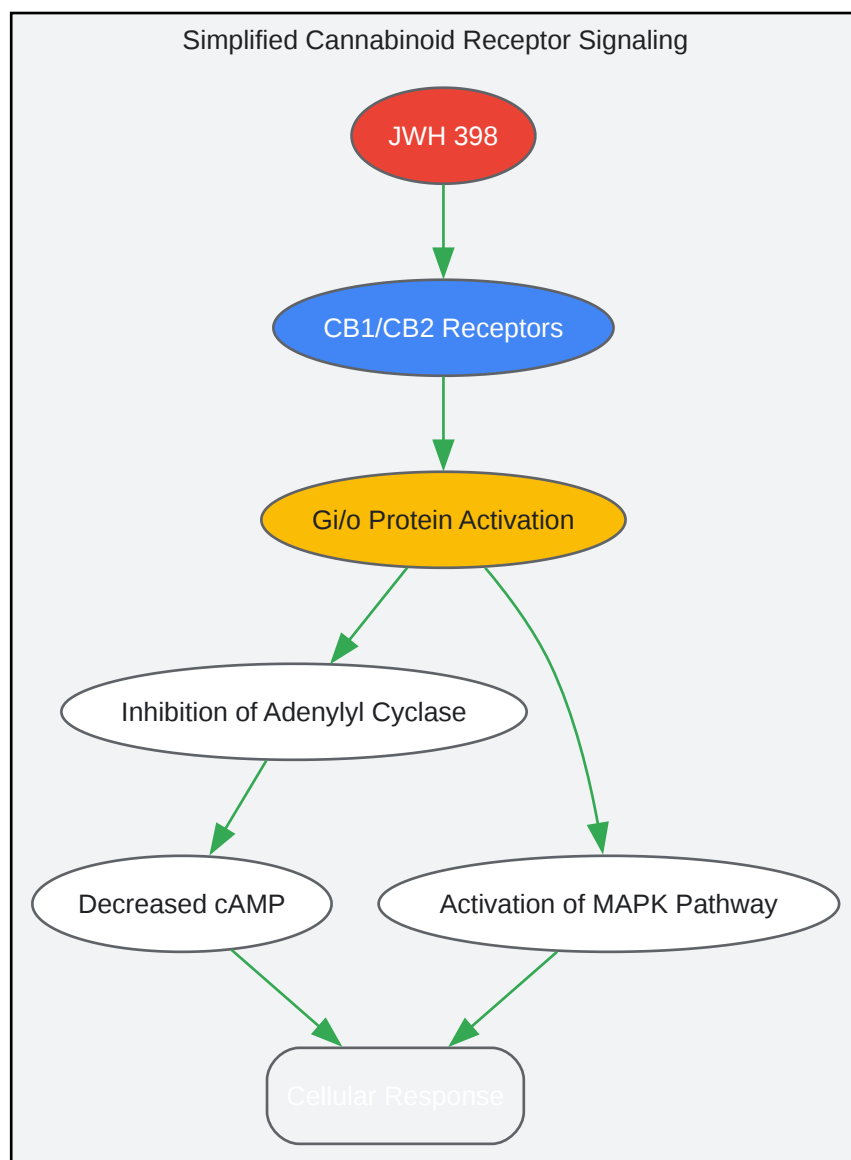 Simplified Cannabinoid Receptor Signaling
JWH 398
CB1/CB2 Receptors
Gi/o Protein Activation
Inhibition of Adenylyl Cyclase
Decreased cAMP
Activation of MAPK Pathway
Cellular Response